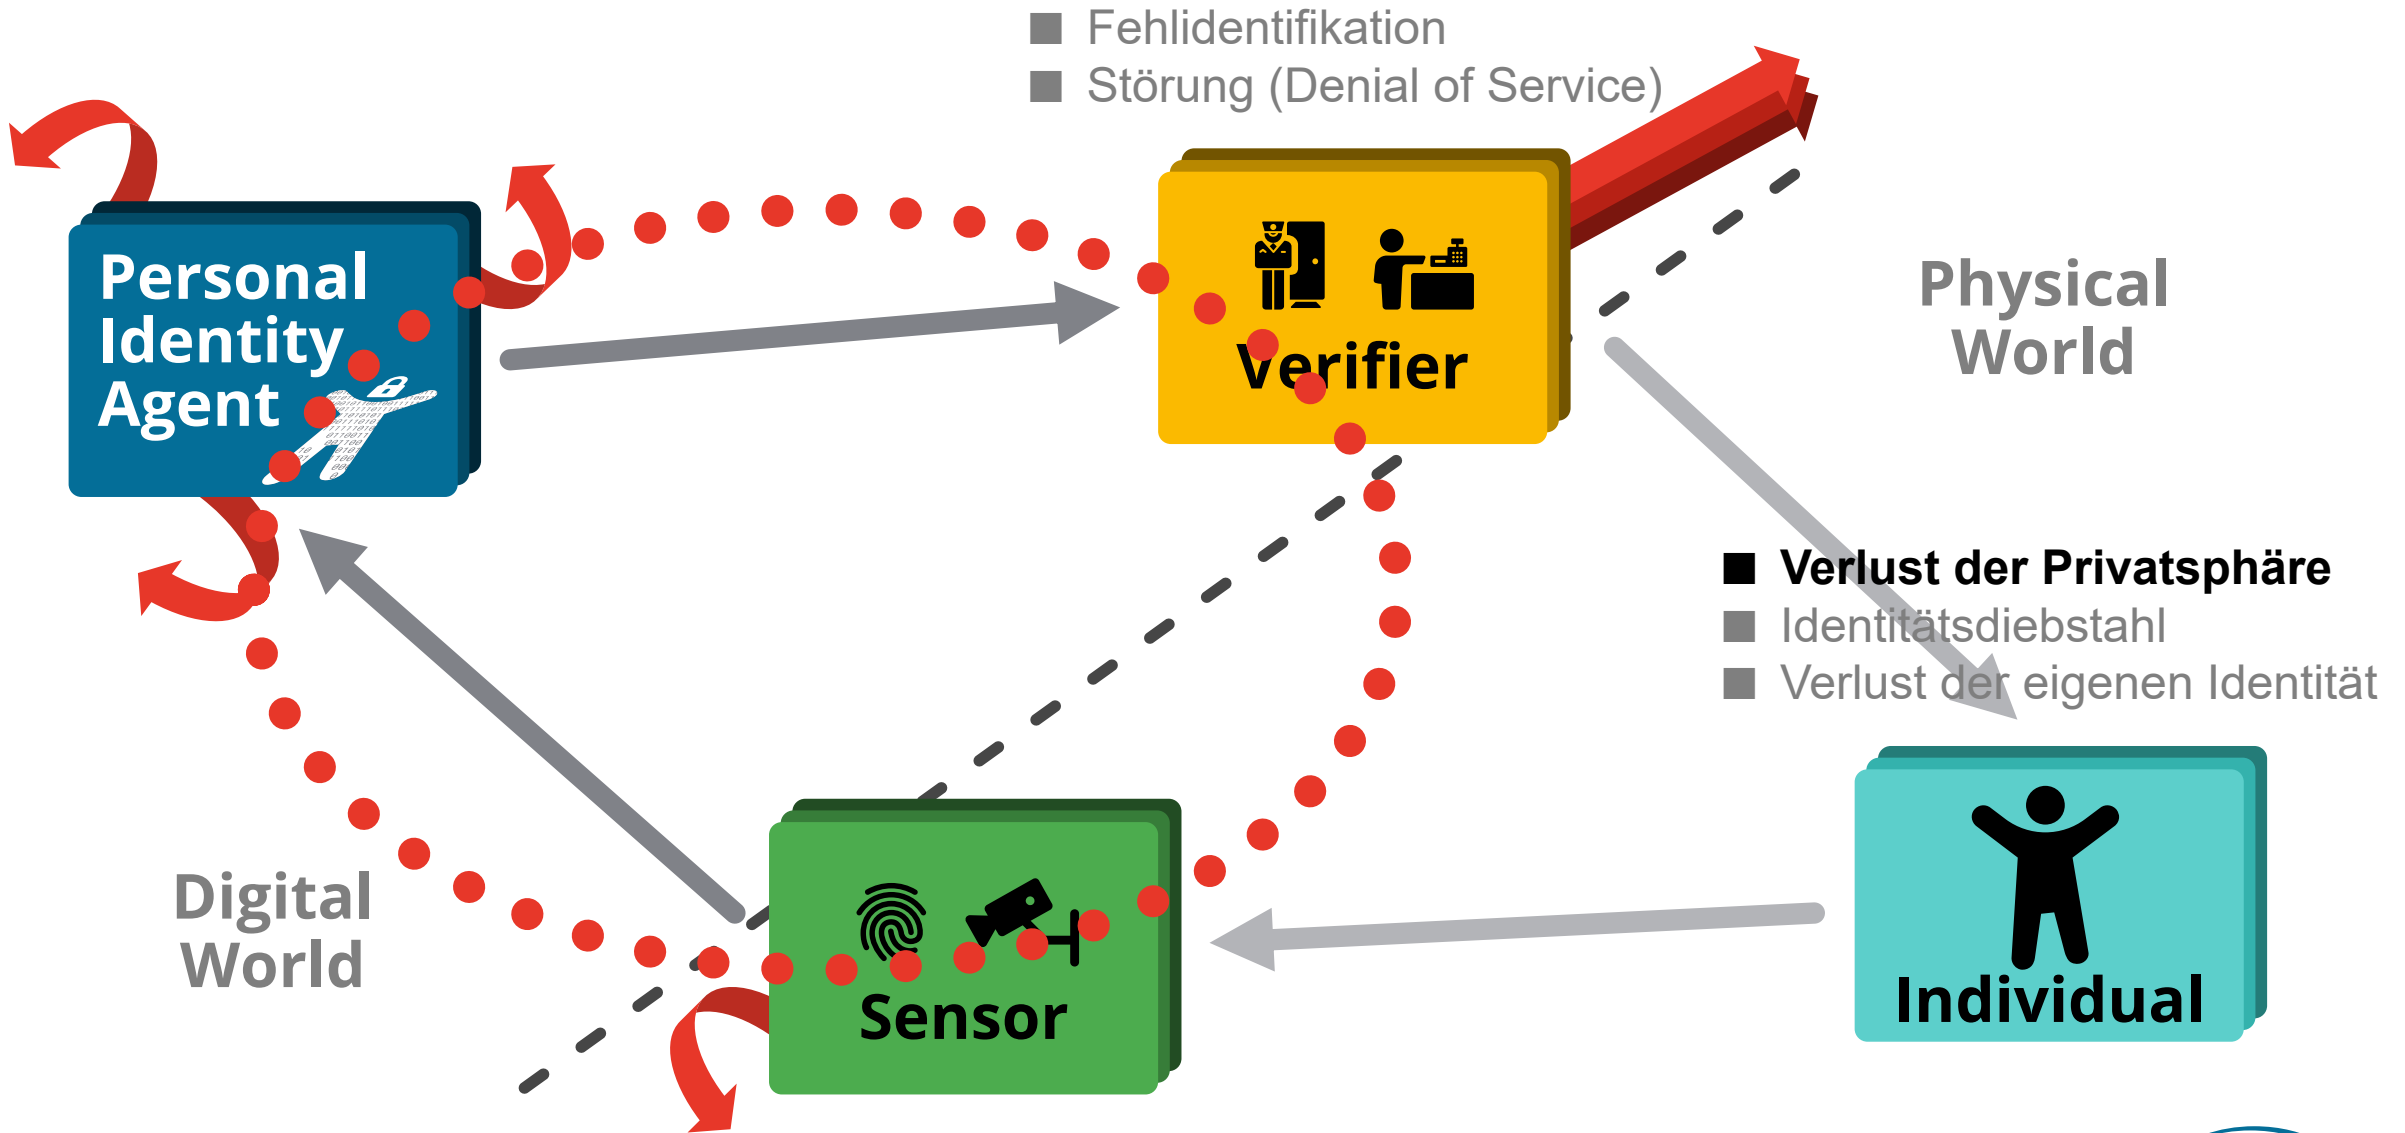 ■ Fehlidentifikation
■ Störung (Denial of Service)
Personal
Identity
Agent
Verifier
Physical
World
■ Verlust der Privatsphäre
■ Identitätsdiebstahl
■ Verlust der eigenen Identität
Digital
World
Sensor
Individual